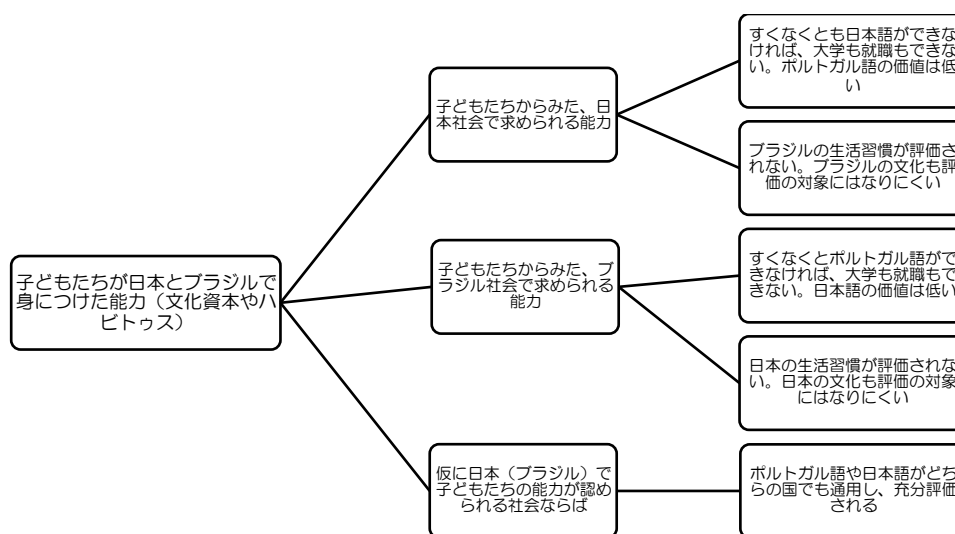 子どもたちが日本とブラジルで
身につけた能力（文化資本やハ
ビトゥス）
子どもたちからみた、日
本社会で求められる能力
すくなくとも日本語ができな
ければ、大学も就職もできな
い。ポルトガル語の価値は低
い
ブラジルの生活習慣が評価さ
れない。ブラジルの文化も評
価の対象にはなりにくい
子どもたちからみた、ブ
ラジル社会で求められる
能力
すくなくとポルトガル語がで
きなければ、大学も就職もで
きない。日本語の価値は低い
日本の生活習慣が評価されな
い。日本の文化も評価の対象
にはなりにくい
仮に日本（ブラジル）で
子どもたちの能力が認め
られる社会ならば
ポルトガル語や日本語がどち
らの国でも通用し、充分評価
される